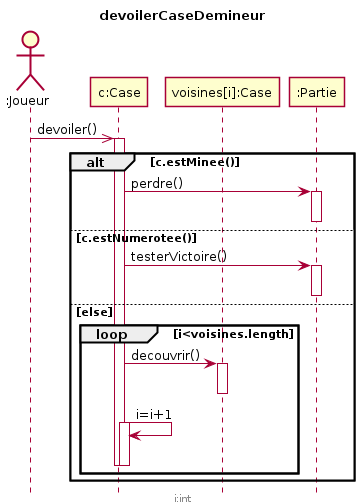 devoilerCaseDemineur
:Joueur
c:Case
voisines[i]:Case
:Partie
devoiler()
alt
[c.estMinee()]
perdre()
[c.estNumerotee()]
testerVictoire()
[else]
loop
[i<voisines.length]
decouvrir()
i=i+1
i:int